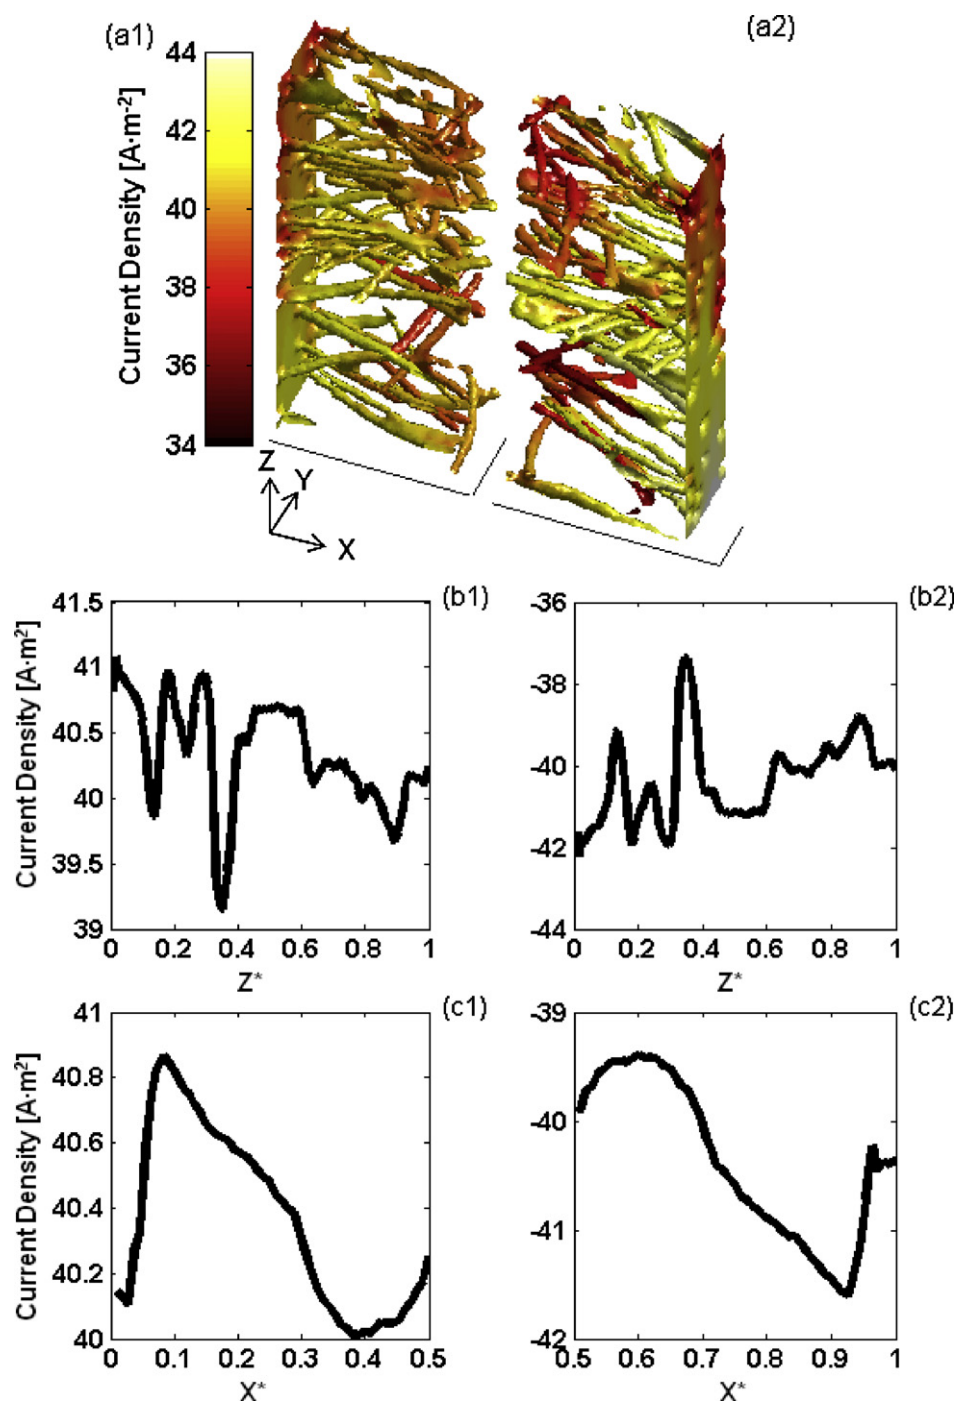 (a1)
(a2)
Current Density [A·m⁻²]
44
42
40
38
36
34
Z
Y
X
(b1)
Current Density [A·m²]
41.5
41
40.5
40
39.5
39
0 0.2 0.4 0.6 0.8 1
Z*
(b2)
-36
-38
-40
-42
-44
0 0.2 0.4 0.6 0.8 1
Z*
(c1)
Current Density [A·m²]
41
40.8
40.6
40.4
40.2
40
0 0.1 0.2 0.3 0.4 0.5
X*
(c2)
-39
-40
-41
-42
0.5 0.6 0.7 0.8 0.9 1
X*